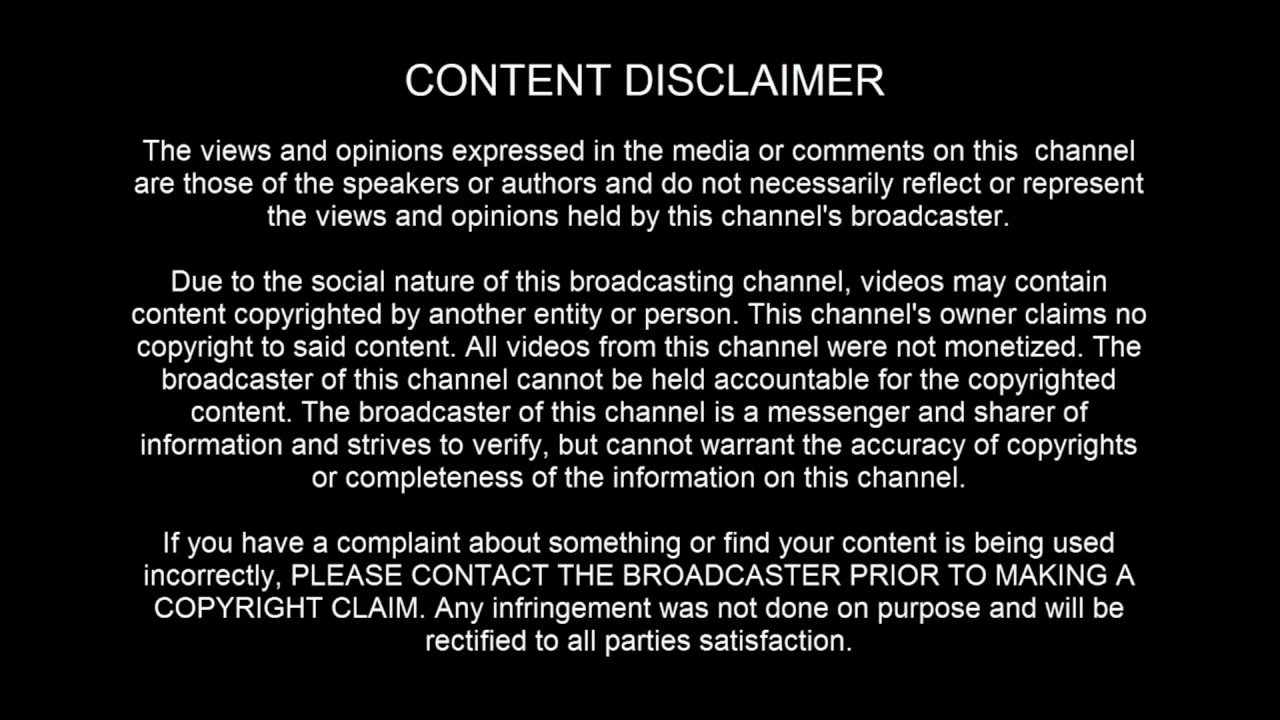 CONTENT DISCLAIMER
The views and opinions expressed in the media or comments on this  channel
are those of the speakers or authors and do not necessarily reflect or represent
the views and opinions held by this channel's broadcaster.
Due to the social nature of this broadcasting channel, videos may contain
content copyrighted by another entity or person. This channel's owner claims no
copyright to said content. All videos from this channel were not monetized. The
broadcaster of this channel cannot be held accountable for the copyrighted
content. The broadcaster of this channel is a messenger and sharer of
information and strives to verify, but cannot warrant the accuracy of copyrights
or completeness of the information on this channel.
If you have a complaint about something or find your content is being used
incorrectly, PLEASE CONTACT THE BROADCASTER PRIOR TO MAKING A
COPYRIGHT CLAIM. Any infringement was not done on purpose and will be
rectified to all parties satisfaction.